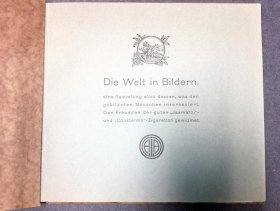 Die Welt in Bildern,
eine Sammlung alles dessen, was den
gebildeten Menschen interessiert.
Den Freunden der guten „Jasmatzi“-
und „Constantin“-Zigaretten gewidmet.